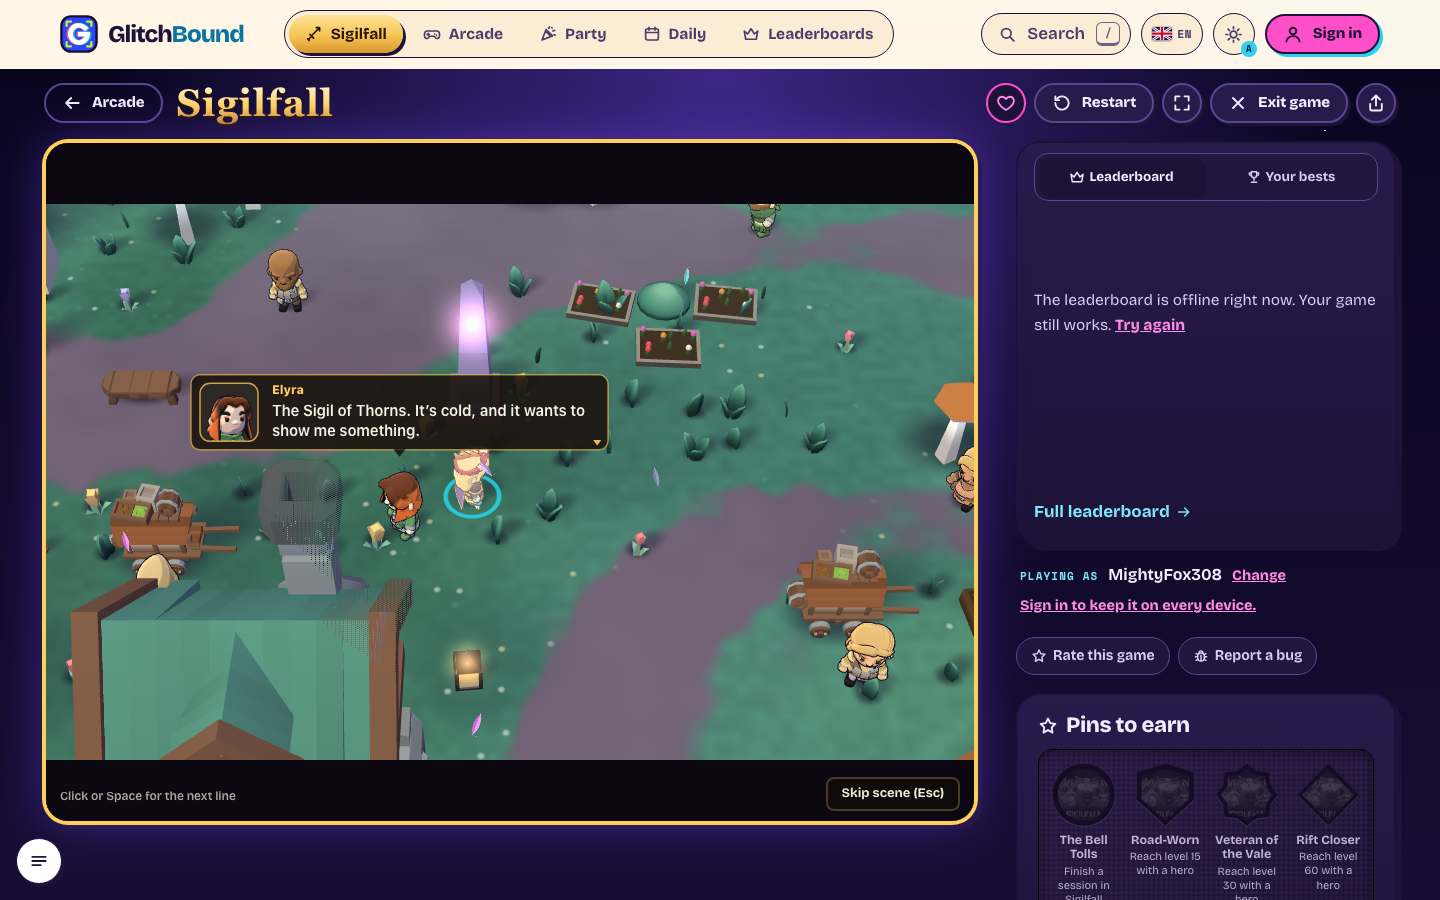 GlitchBound
Sigilfall
Arcade
Party
Daily
Leaderboards
Search /
EN
A
Sign in
Arcade
Sigilfall
Restart
Exit game
Leaderboard
Your bests
The leaderboard is offline right now. Your game
still works. Try again
Full leaderboard →
PLAYING AS MightyFox308 Change
Sign in to keep it on every device.
Rate this game
Report a bug
Pins to earn
The Bell
Tolls
Finish a
session in
Sigilfall
Road-Worn
Reach level 15
with a hero
Veteran of
the Vale
Reach level
30 with a
hero
Rift Closer
Reach level
60 with a
hero
Elyra
The Sigil of Thorns. It's cold, and it wants to
show me something.
Click or Space for the next line
Skip scene (Esc)